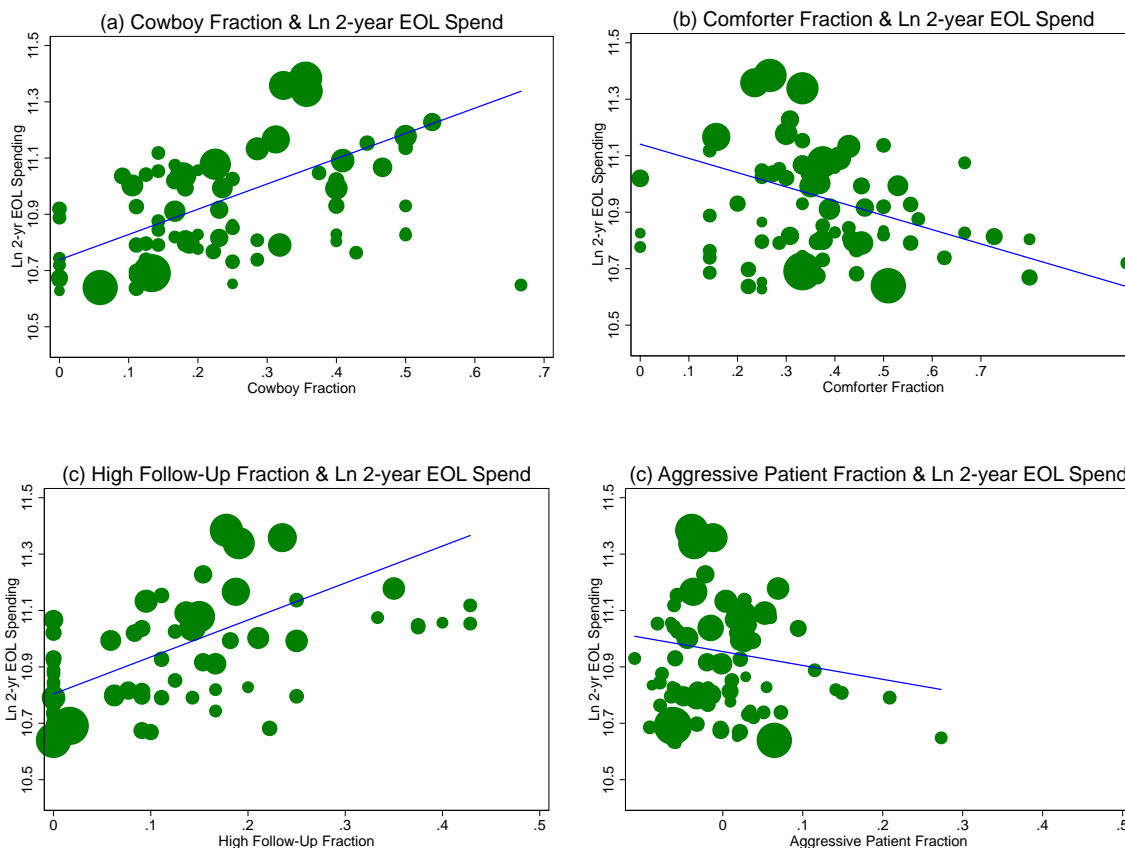 (a) Cowboy Fraction & Ln 2-year EOL Spend
Ln 2-yr EOL Spending
11.5
11.3
11.1
10.9
10.7
10.5
0 .1 .2 .3 .4 .5 .6 .7
Cowboy Fraction
(b) Comforter Fraction & Ln 2-year EOL Spend
Ln 2-yr EOL Spending
11.5
11.3
11.1
10.9
10.7
10.5
0 .1 .2 .3 .4 .5 .6 .7
Comforter Fraction
(c) High Follow-Up Fraction & Ln 2-year EOL Spend
Ln 2-yr EOL Spending
11.5
11.3
11.1
10.9
10.7
10.5
0 .1 .2 .3 .4 .5
High Follow-Up Fraction
(c) Aggressive Patient Fraction & Ln 2-year EOL Spend
Ln 2-yr EOL Spending
11.5
11.3
11.1
10.9
10.7
10.5
0 .1 .2 .3 .4 .5
Aggressive Patient Fraction